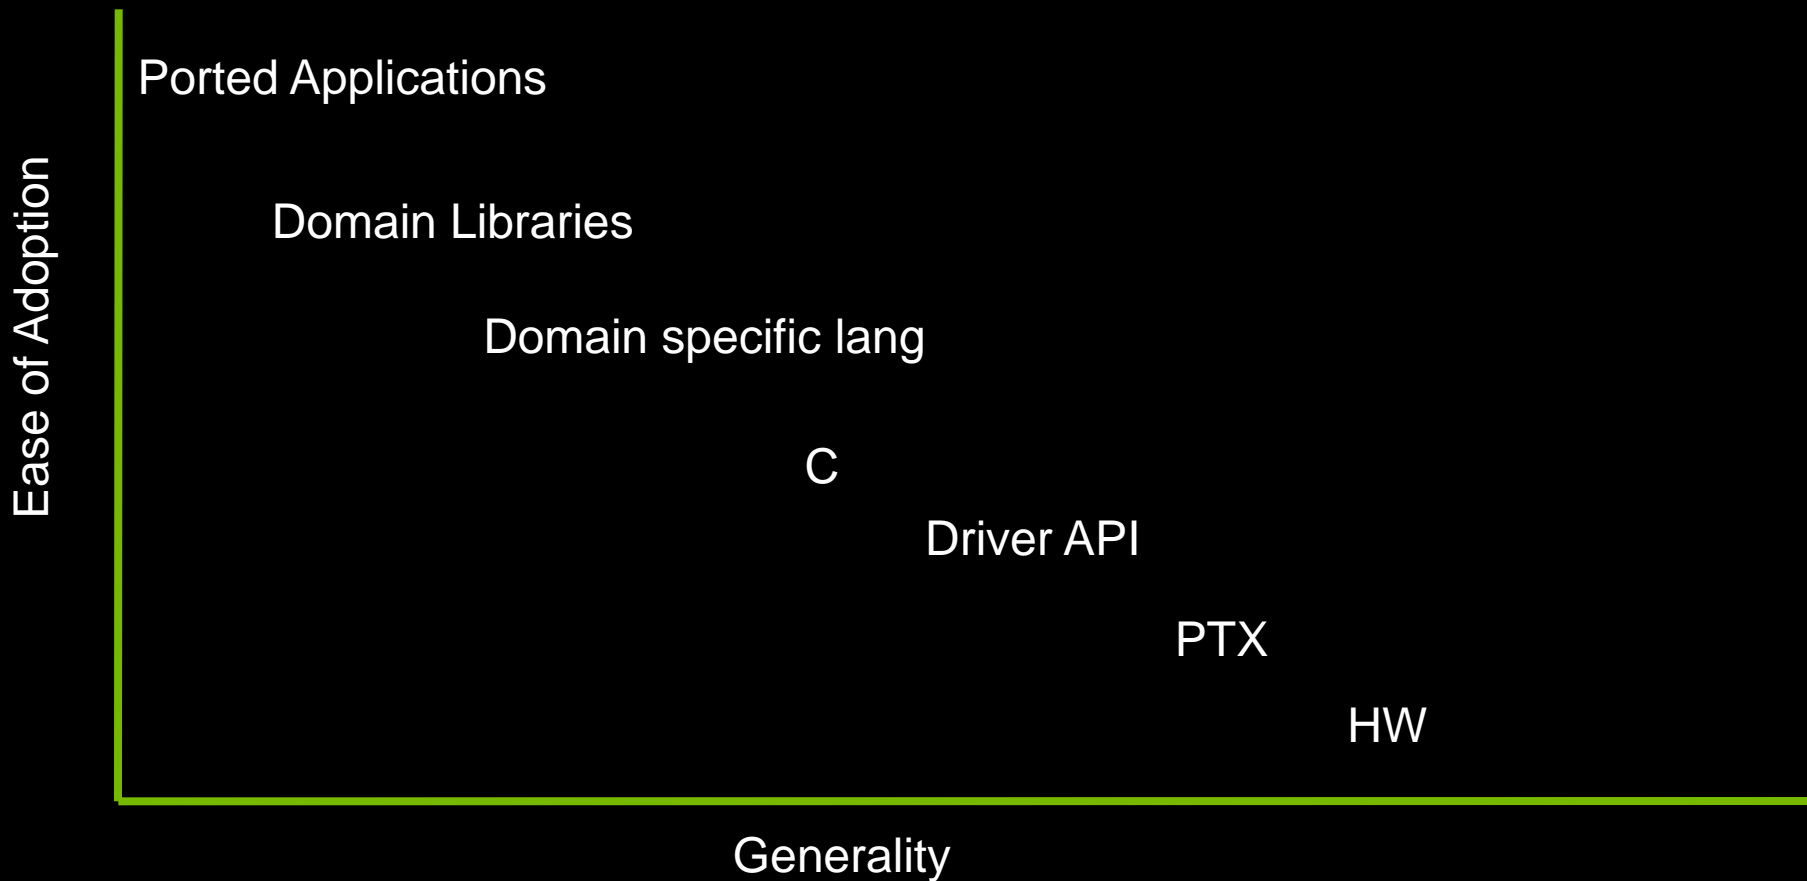 Ported Applications
Domain Libraries
Ease of Adoption
Domain specific lang
C
Driver API
PTX
HW
Generality